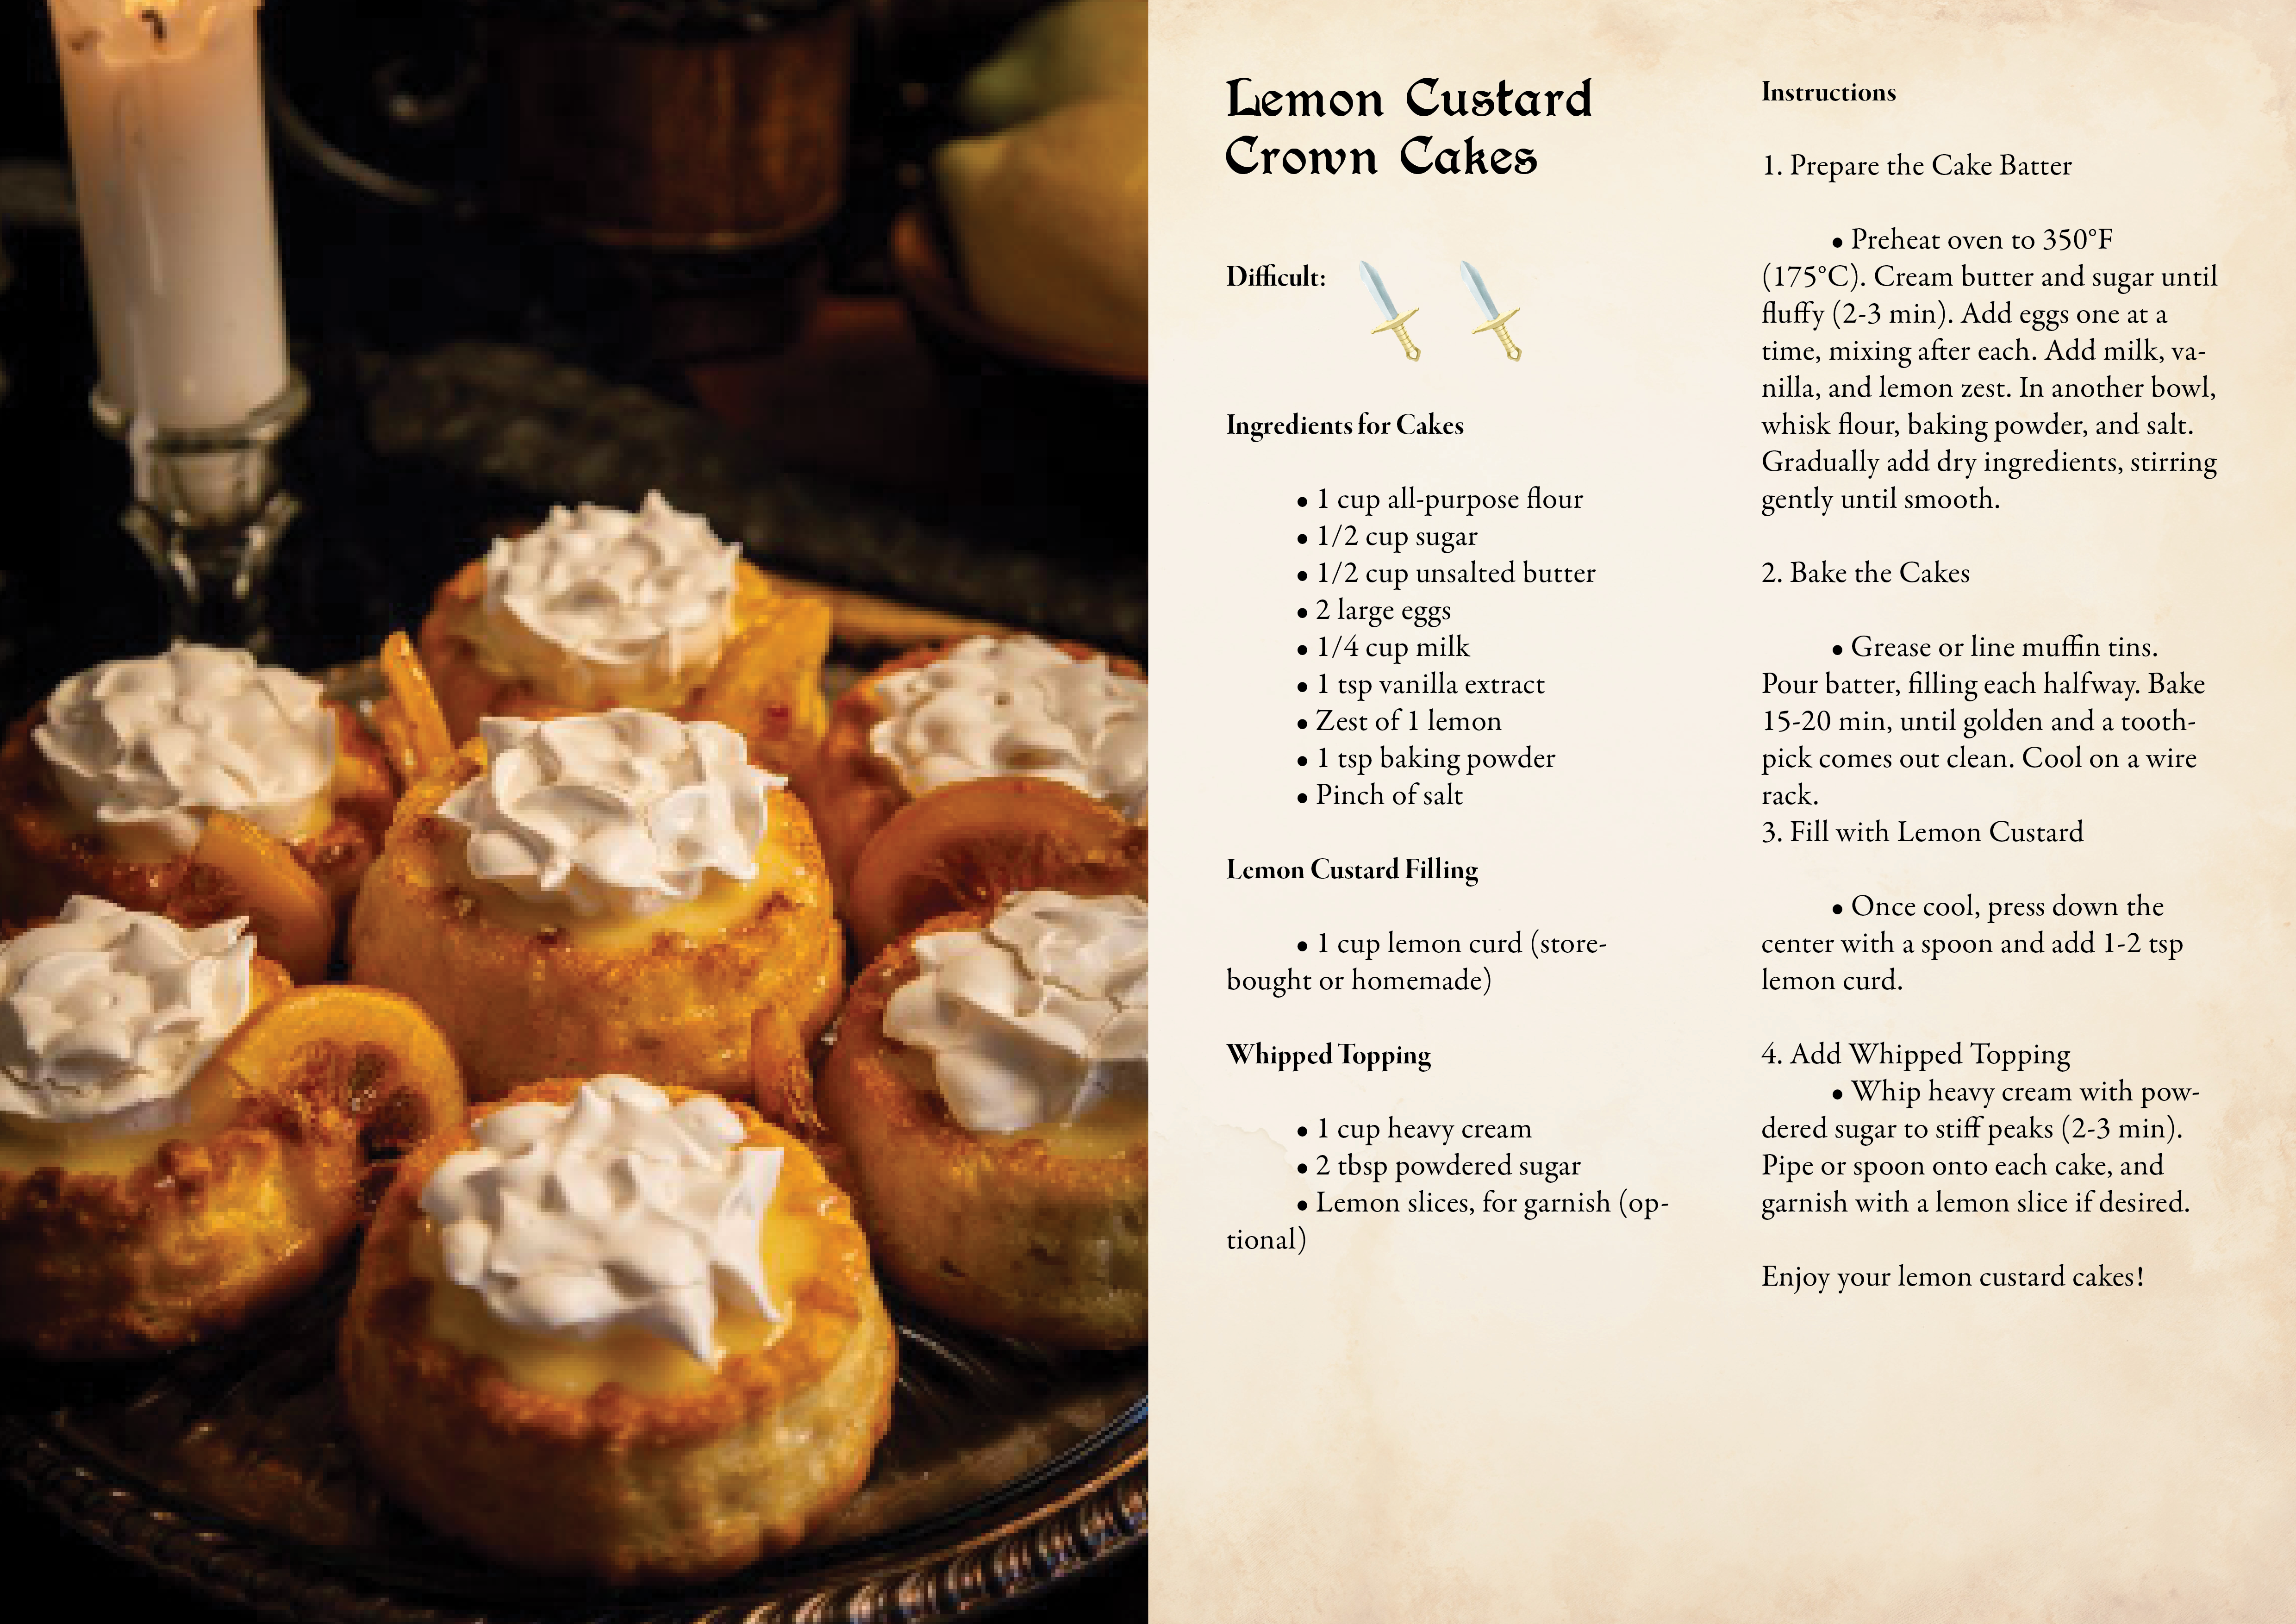 Lemon Custard
Crown Cakes
Difficult:
Ingredients for Cakes
• 1 cup all-purpose flour
• 1/2 cup sugar
• 1/2 cup unsalted butter
• 2 large eggs
• 1/4 cup milk
• 1 tsp vanilla extract
• Zest of 1 lemon
• 1 tsp baking powder
• Pinch of salt
Lemon Custard Filling
• 1 cup lemon curd (store-
bought or homemade)
Whipped Topping
• 1 cup heavy cream
• 2 tbsp powdered sugar
• Lemon slices, for garnish (op-
tional)
Instructions
1. Prepare the Cake Batter
• Preheat oven to 350°F
(175°C). Cream butter and sugar until
fluffy (2-3 min). Add eggs one at a
time, mixing after each. Add milk, va-
nilla, and lemon zest. In another bowl,
whisk flour, baking powder, and salt.
Gradually add dry ingredients, stirring
gently until smooth.
2. Bake the Cakes
• Grease or line muffin tins.
Pour batter, filling each halfway. Bake
15-20 min, until golden and a tooth-
pick comes out clean. Cool on a wire
rack.
3. Fill with Lemon Custard
• Once cool, press down the
center with a spoon and add 1-2 tsp
lemon curd.
4. Add Whipped Topping
• Whip heavy cream with pow-
dered sugar to stiff peaks (2-3 min).
Pipe or spoon onto each cake, and
garnish with a lemon slice if desired.
Enjoy your lemon custard cakes!